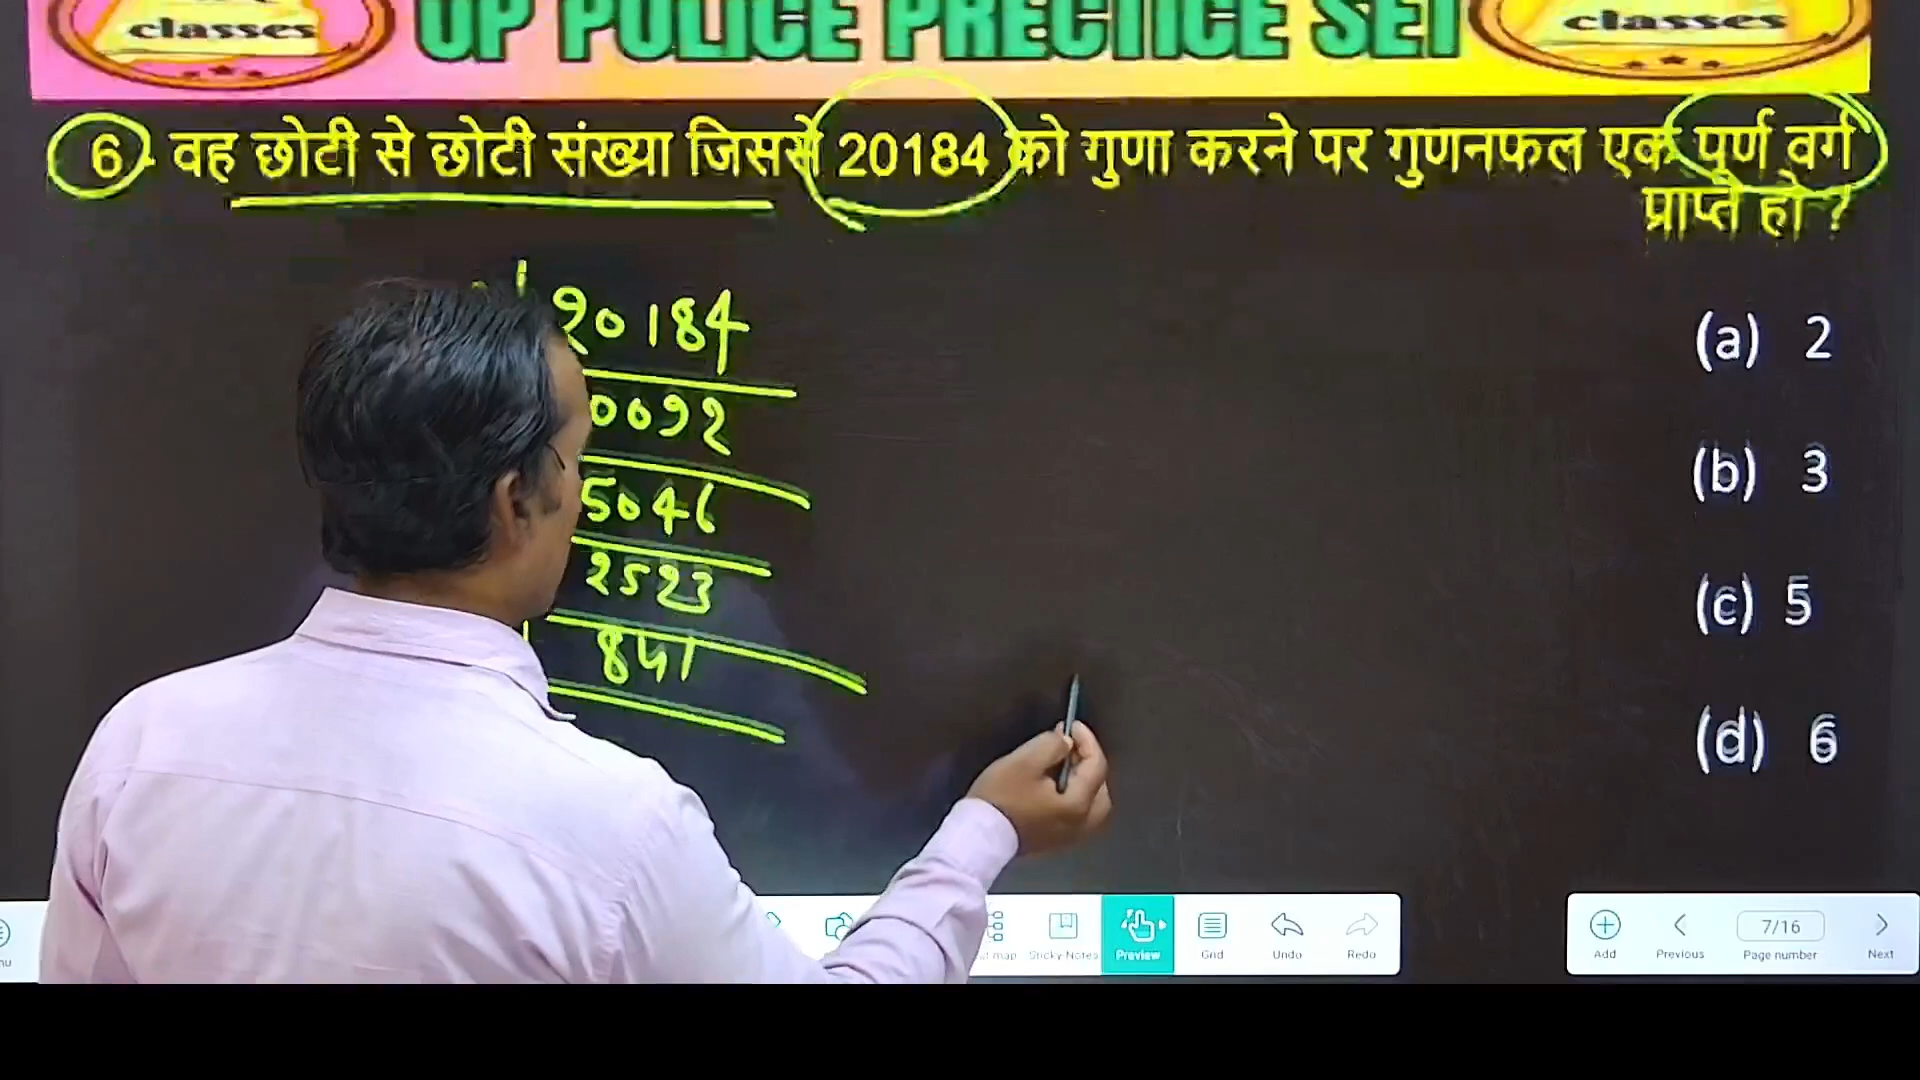 classes UP POLICE PRECTICE SET classes
6 - वह छोटी से छोटी संख्या जिससे 20184 को गुणा करने पर गुणनफल एक पूर्ण वर्ग
प्राप्त हो ?
20184
0092
5046
2523
841
(a) 2
(b) 3
(c) 5
(d) 6
Sticky Notes Preview Grid Undo Redo Add Previous 7/16 Page number Next